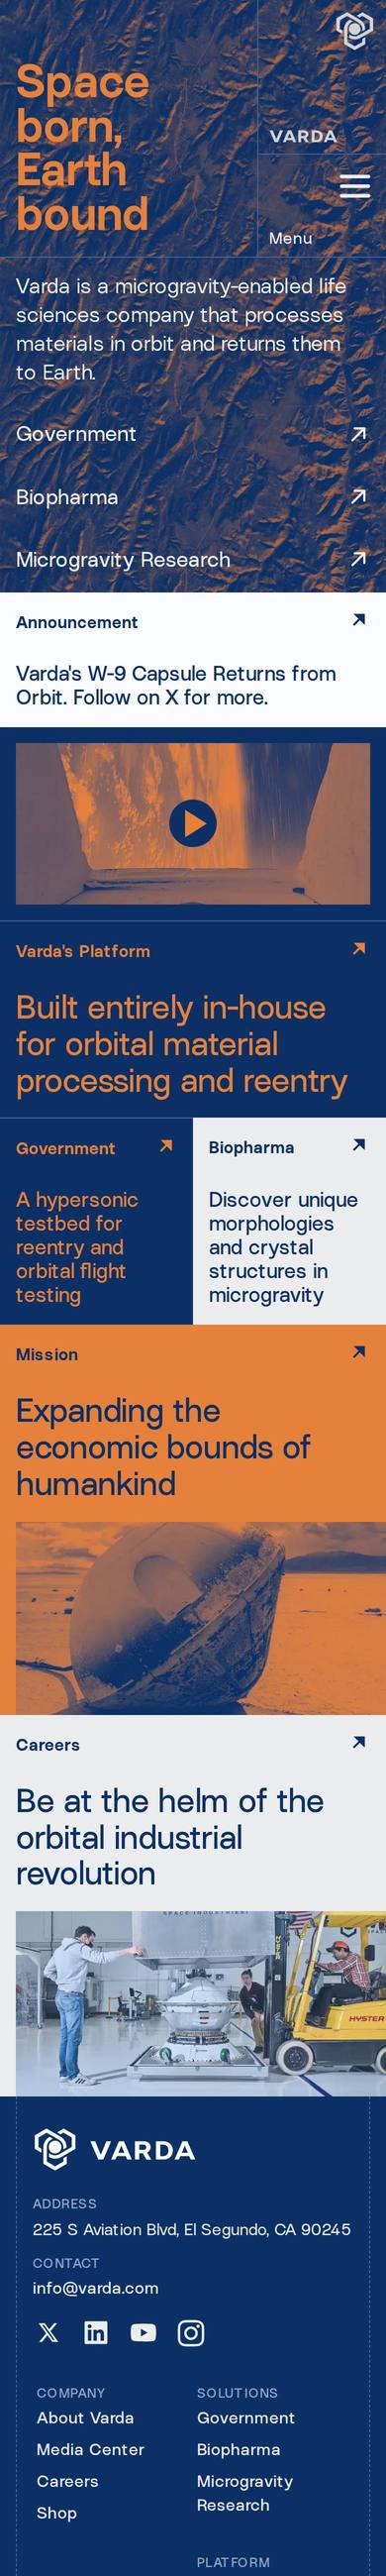 Space
born,
Earth
bound
VARDA
Menu
Varda is a microgravity-enabled life
sciences company that processes
materials in orbit and returns them
to Earth.
Government
Biopharma
Microgravity Research
Announcement
Varda's W-9 Capsule Returns from
Orbit. Follow on X for more.
Varda's Platform
Built entirely in-house
for orbital material
processing and reentry
Government
A hypersonic
testbed for
reentry and
orbital flight
testing
Biopharma
Discover unique
morphologies
and crystal
structures in
microgravity
Mission
Expanding the
economic bounds of
humankind
Careers
Be at the helm of the
orbital industrial
revolution
SPACE INDUSTRIES
HYSTER
VARDA
ADDRESS
225 S Aviation Blvd, El Segundo, CA 90245
CONTACT
info@varda.com
COMPANY
About Varda
Media Center
Careers
Shop
SOLUTIONS
Government
Biopharma
Microgravity
Research
PLATFORM